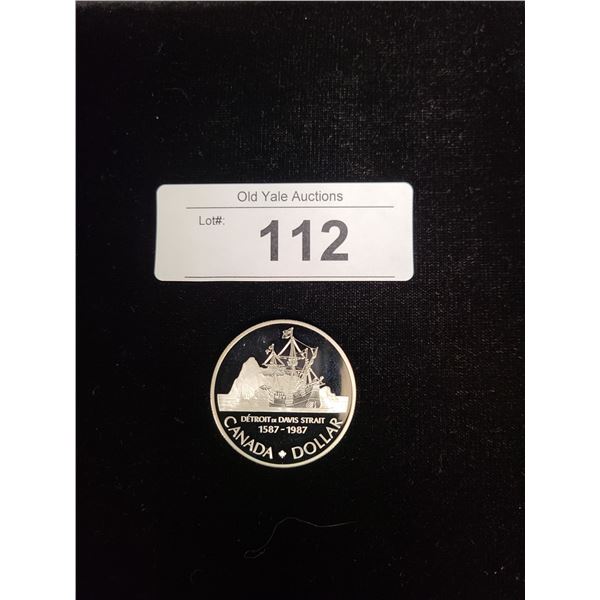 Old Yale Auctions
Lot#:
112
DÉTROIT DE DAVIS STRAIT
1587-1987
CANADA DOLLAR